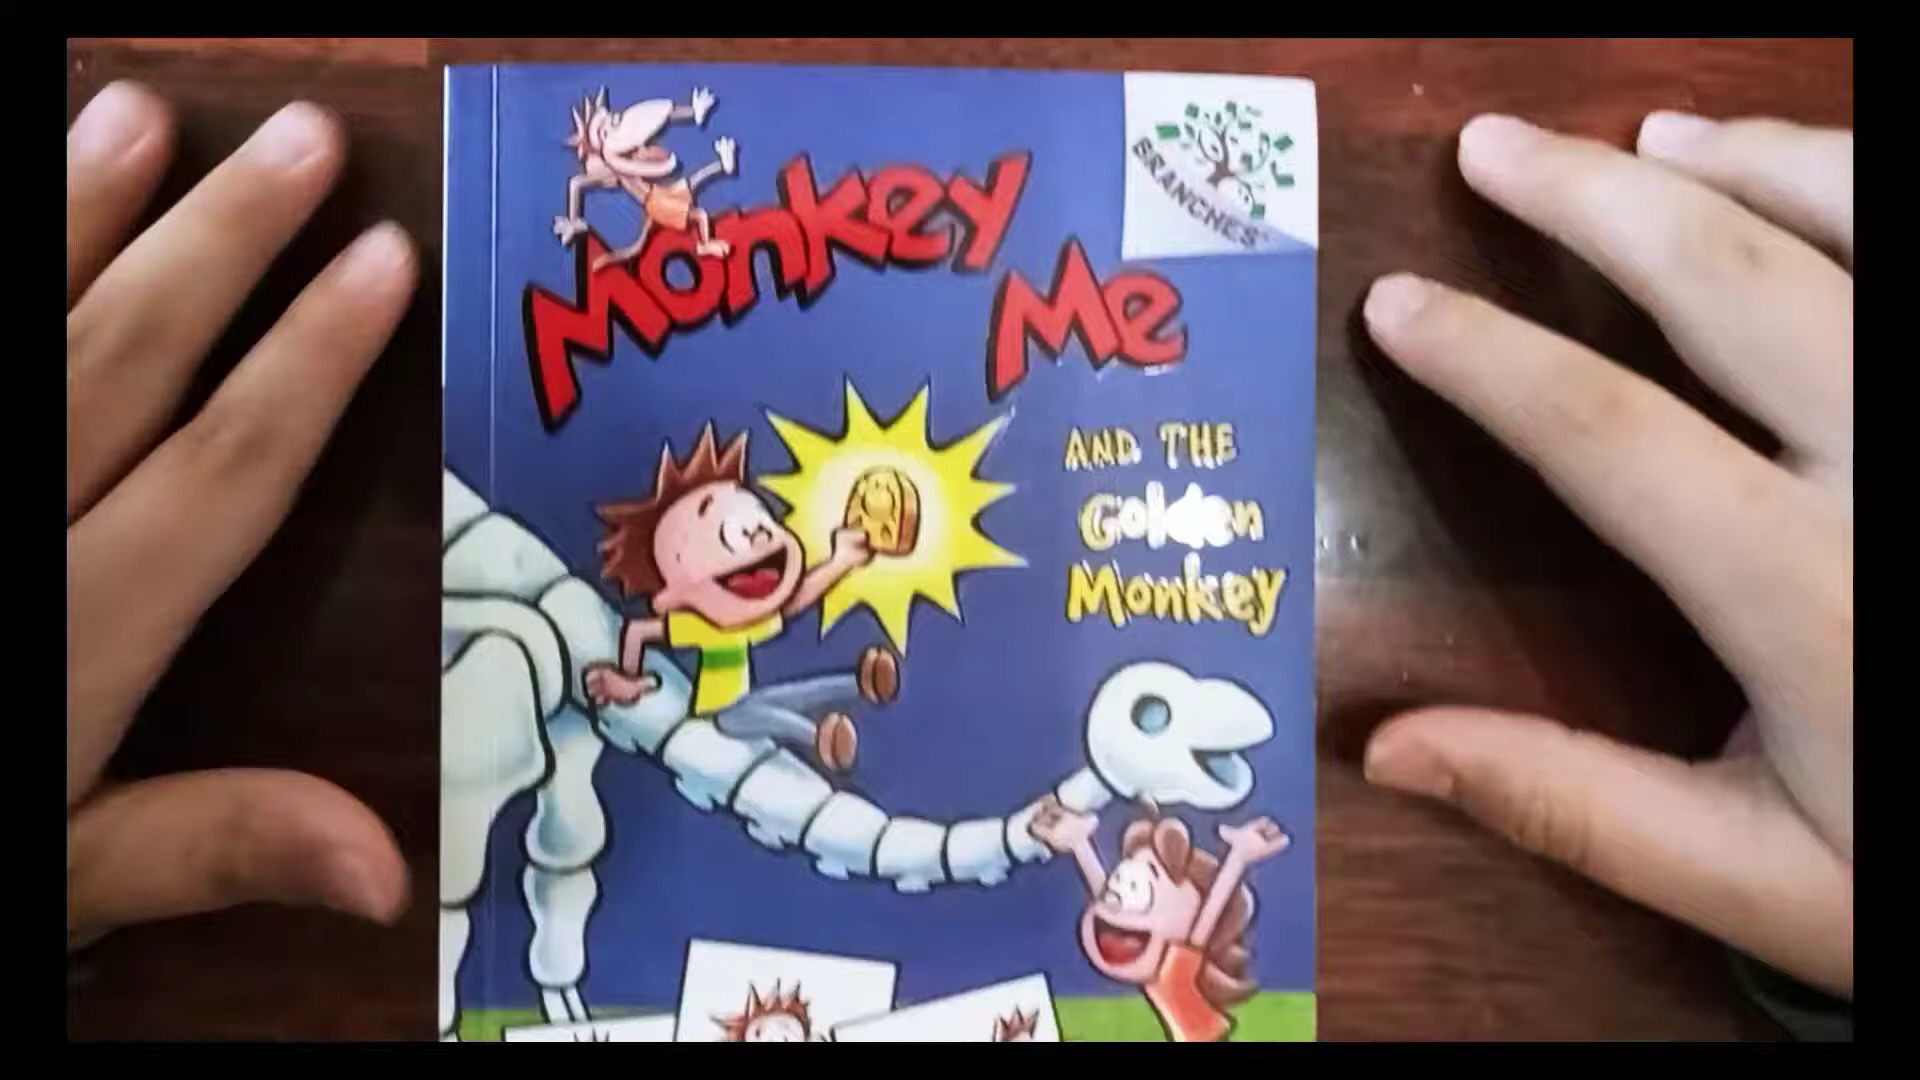 Monkey
Me
BRANCHES
AND THE
Golden
Monkey